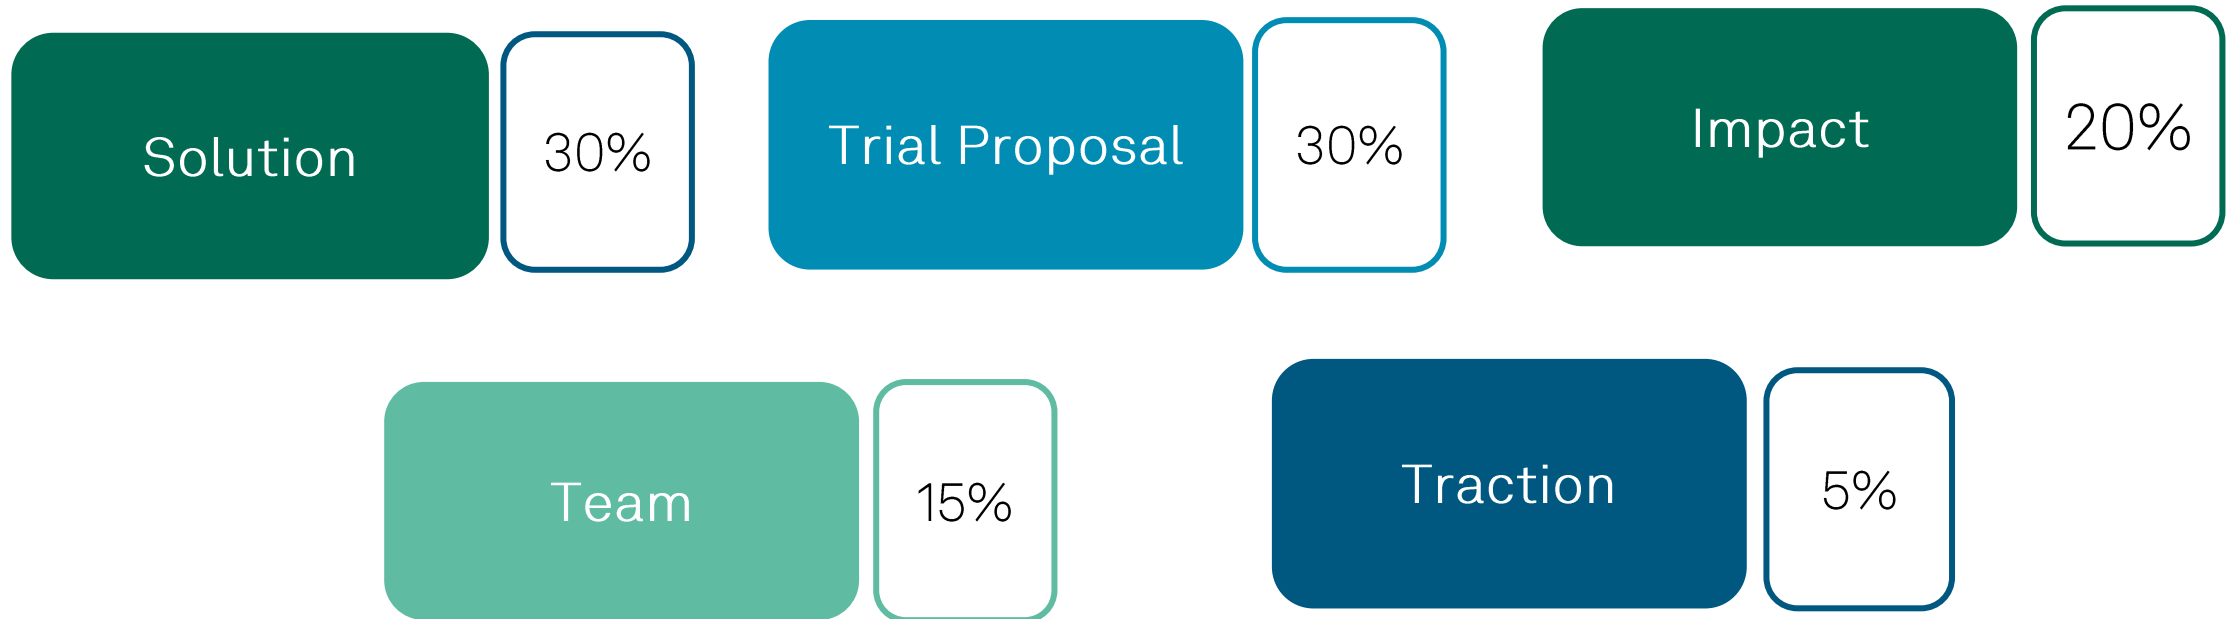 Solution
30%
Trial Proposal
30%
Impact
20%
Team
15%
Traction
5%